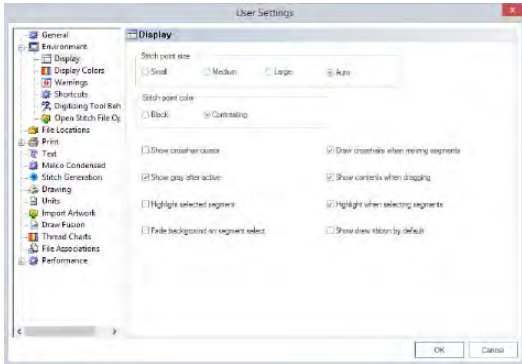 User Settings
General
Environment
Display
Display Colors
Warnings
Shortcuts
Digitizing Tool Beh
Open Stitch File Op
File Locations
Print
Text
Melco Condensed
Stitch Generation
Drawing
Units
Import Artwork
Draw Fusion
Thread Charts
File Associations
Performance
Display
Stitch point size
Small Medium Large Auto
Stitch point color
Black Contrasting
Show crosshair cursor Draw crosshairs when moving segments
Show gray after active Show contents when dragging
Highlight selected segment Highlight when selecting segments
Fade background on segment select Show draw ribbon by default
OK Cancel